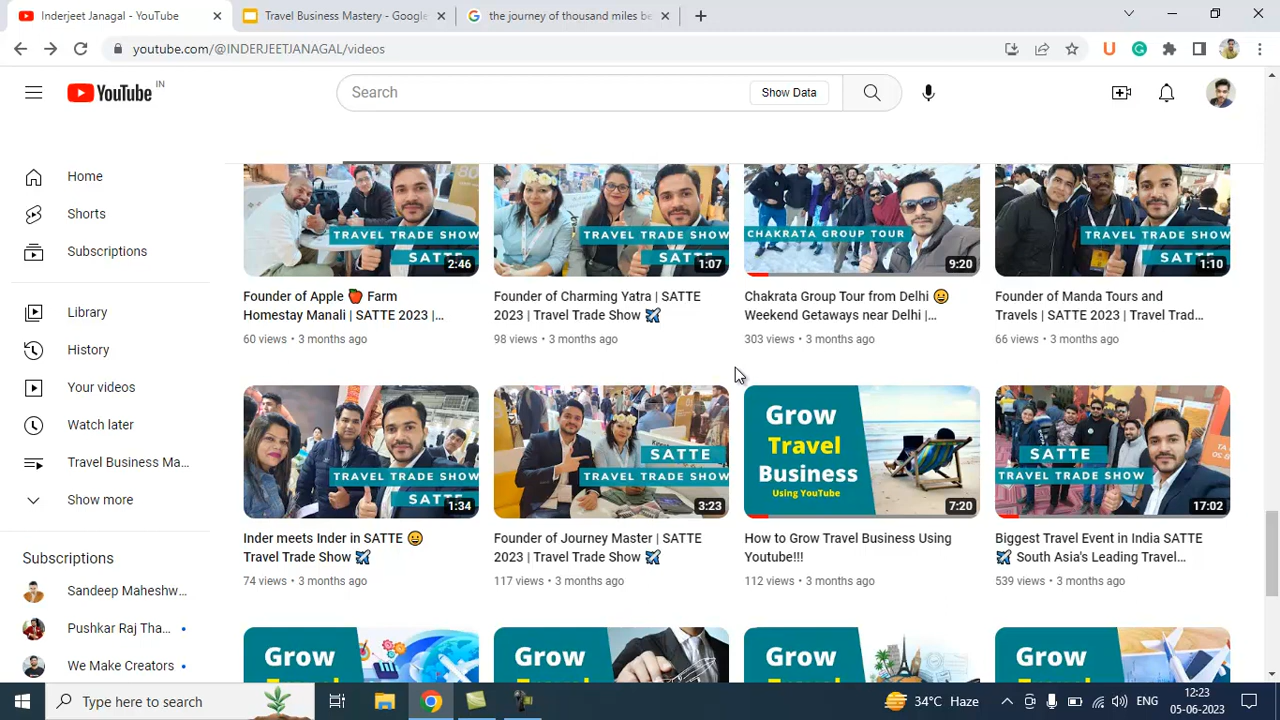 Inderjeet Janagal - YouTube
Travel Business Mastery - Google
the journey of thousand miles be
youtube.com/@INDERJEETJANAGAL/videos
YouTube IN
Search
Show Data
Home
Shorts
Subscriptions
Library
History
Your videos
Watch later
Travel Business Ma...
Show more
Subscriptions
Sandeep Maheshw...
Pushkar Raj Tha...
We Make Creators
TRAVEL TRADE SHOW
SATTE
2:46
TRAVEL TRADE SHOW
SATTE
1:07
CHAKRATA GROUP TOUR
9:20
TRAVEL TRADE SHOW
SATTE
1:10
Founder of Apple 🍎 Farm
Homestay Manali | SATTE 2023 |...
60 views • 3 months ago
Founder of Charming Yatra | SATTE
2023 | Travel Trade Show ✈️
98 views • 3 months ago
Chakrata Group Tour from Delhi 😃
Weekend Getaways near Delhi |...
303 views • 3 months ago
Founder of Manda Tours and
Travels | SATTE 2023 | Travel Trad...
66 views • 3 months ago
TRAVEL TRADE SHOW
SATTE
1:34
SATTE
TRAVEL TRADE SHOW
3:23
Grow
Travel
Business
Using YouTube
7:20
SATTE
TRAVEL TRADE SHOW
17:02
Inder meets Inder in SATTE 😃
Travel Trade Show ✈️
74 views • 3 months ago
Founder of Journey Master | SATTE
2023 | Travel Trade Show ✈️
117 views • 3 months ago
How to Grow Travel Business Using
Youtube!!!
112 views • 3 months ago
Biggest Travel Event in India SATTE
✈️ South Asia's Leading Travel...
539 views • 3 months ago
Grow
Grow
Grow
Grow
Type here to search
34°C Haze
ENG
12:23
05-06-2023